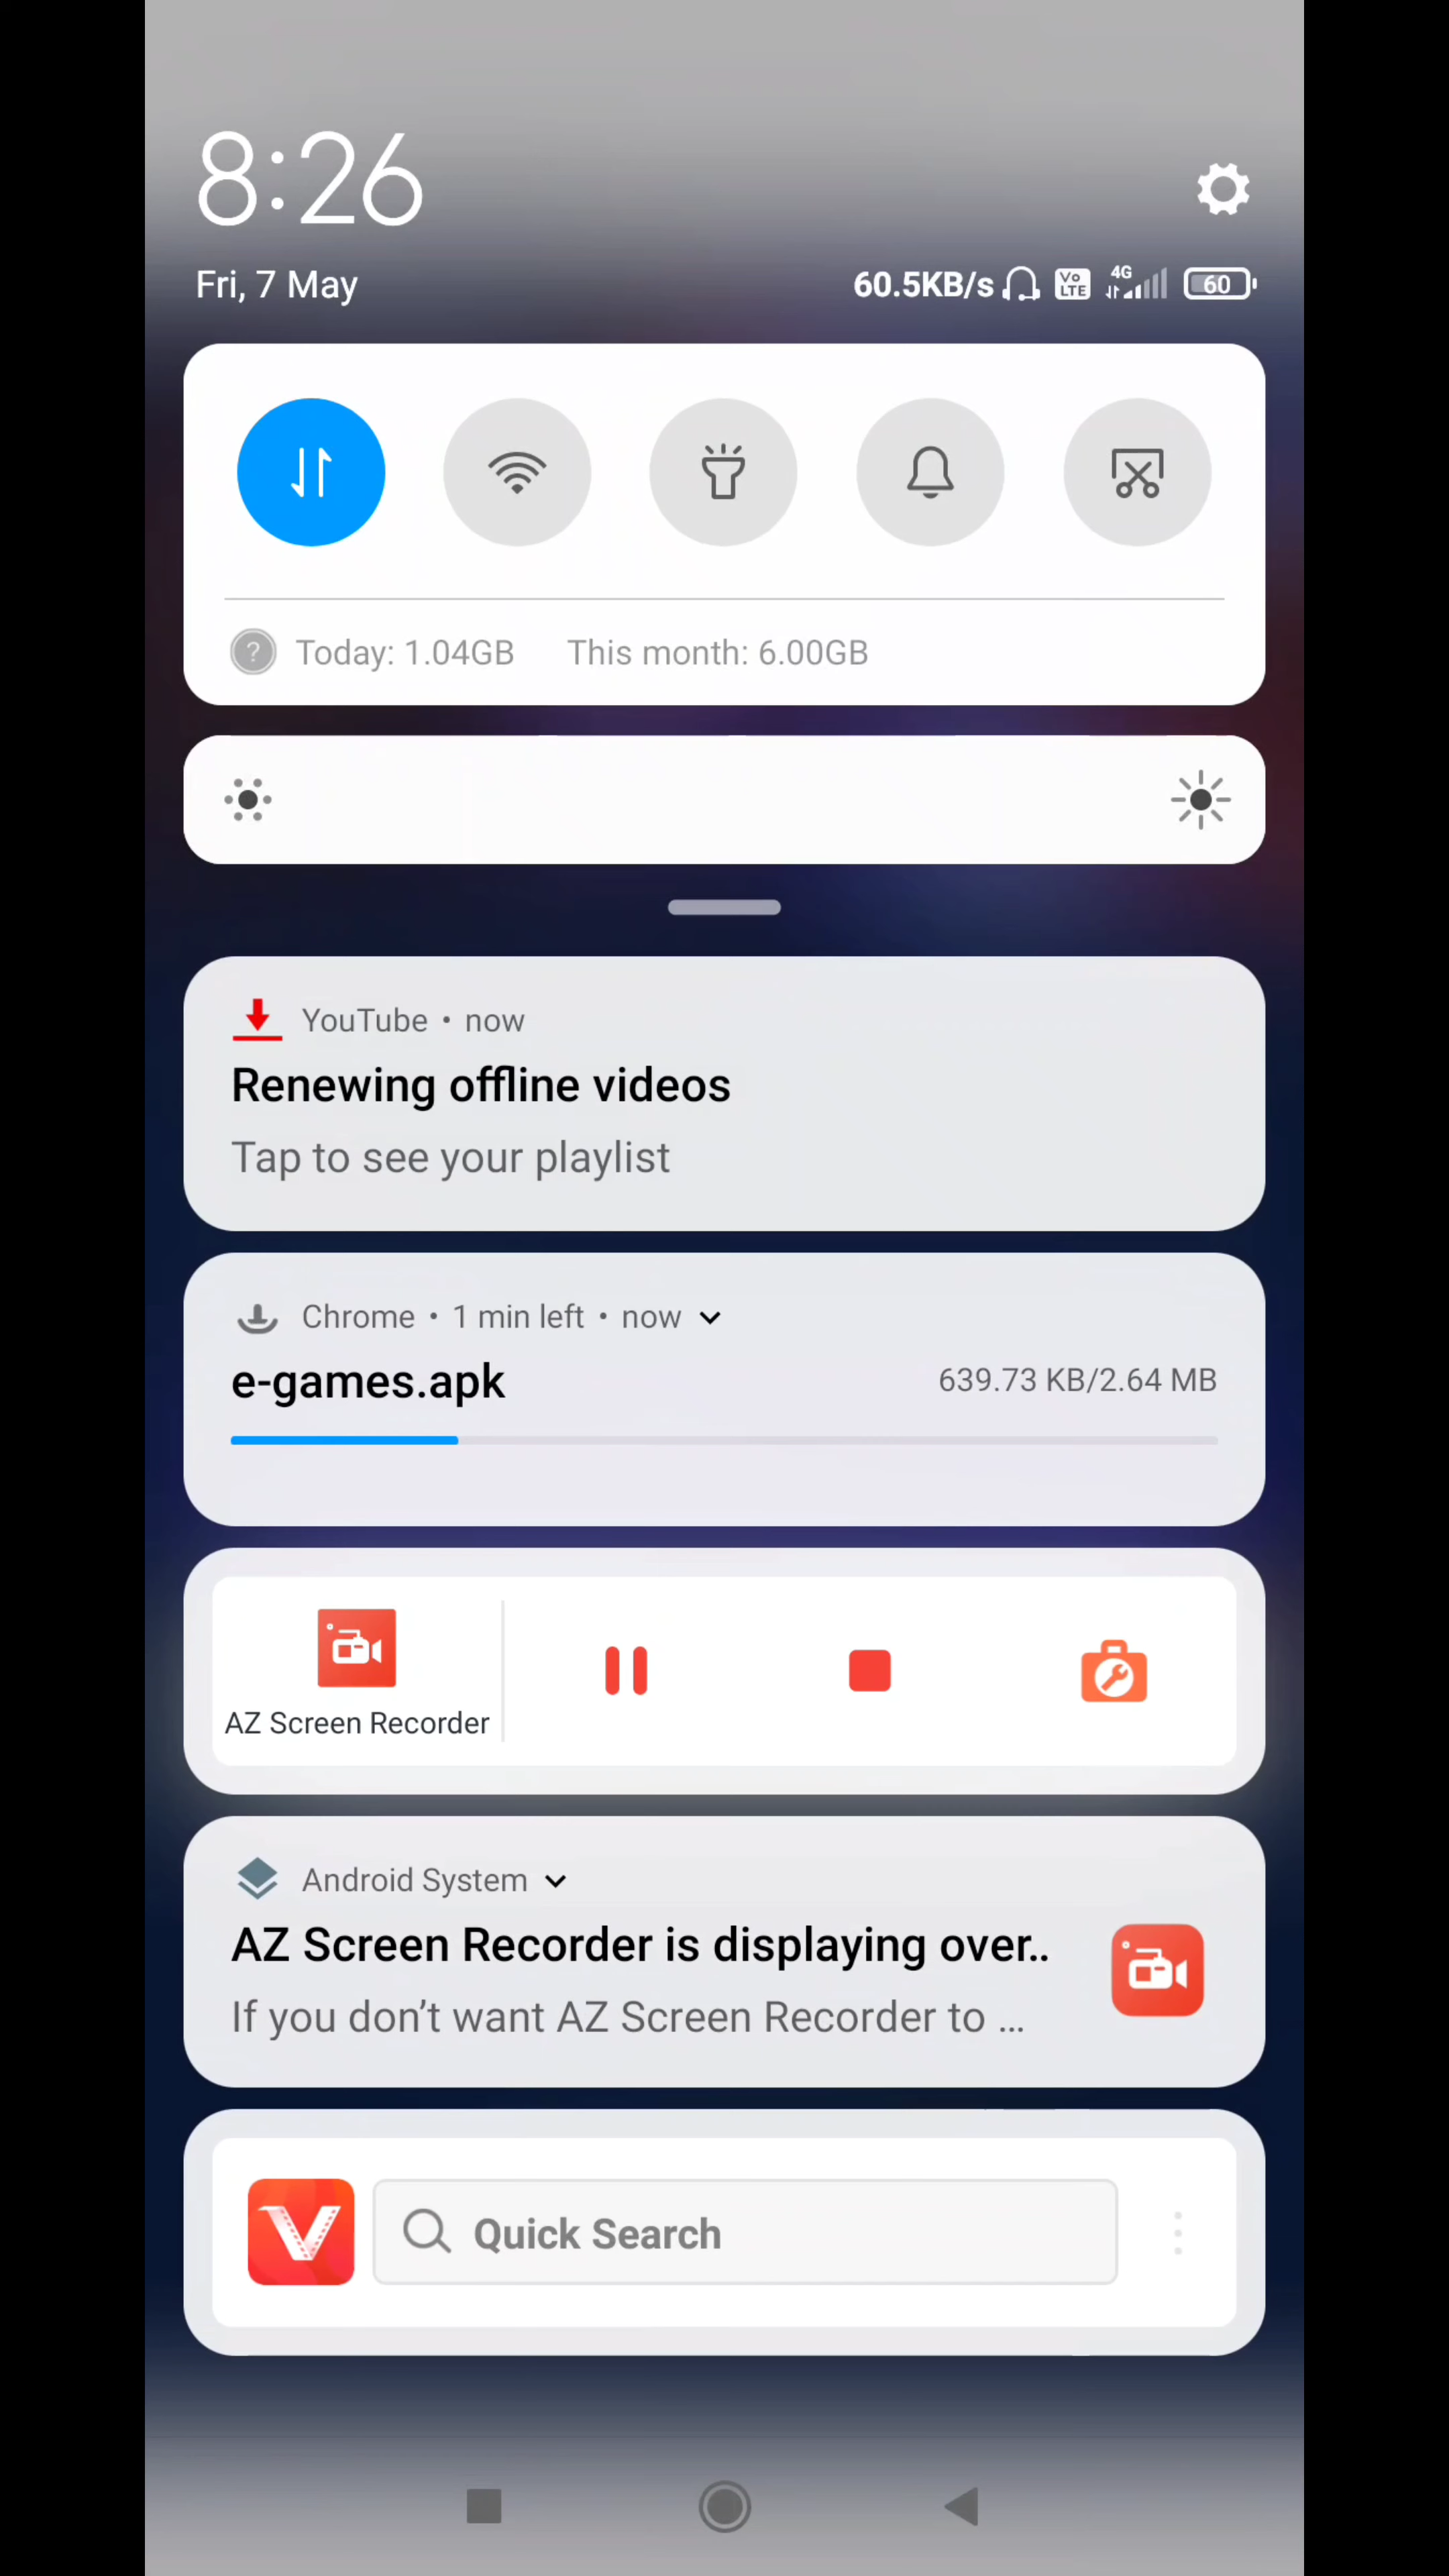 8:26
Fri, 7 May
60.5KB/s Vo LTE 4G 60
Today: 1.04GB This month: 6.00GB
YouTube • now
Renewing offline videos
Tap to see your playlist
Chrome • 1 min left • now
e-games.apk
639.73 KB/2.64 MB
AZ Screen Recorder
Android System
AZ Screen Recorder is displaying over..
If you don’t want AZ Screen Recorder to ...
Quick Search